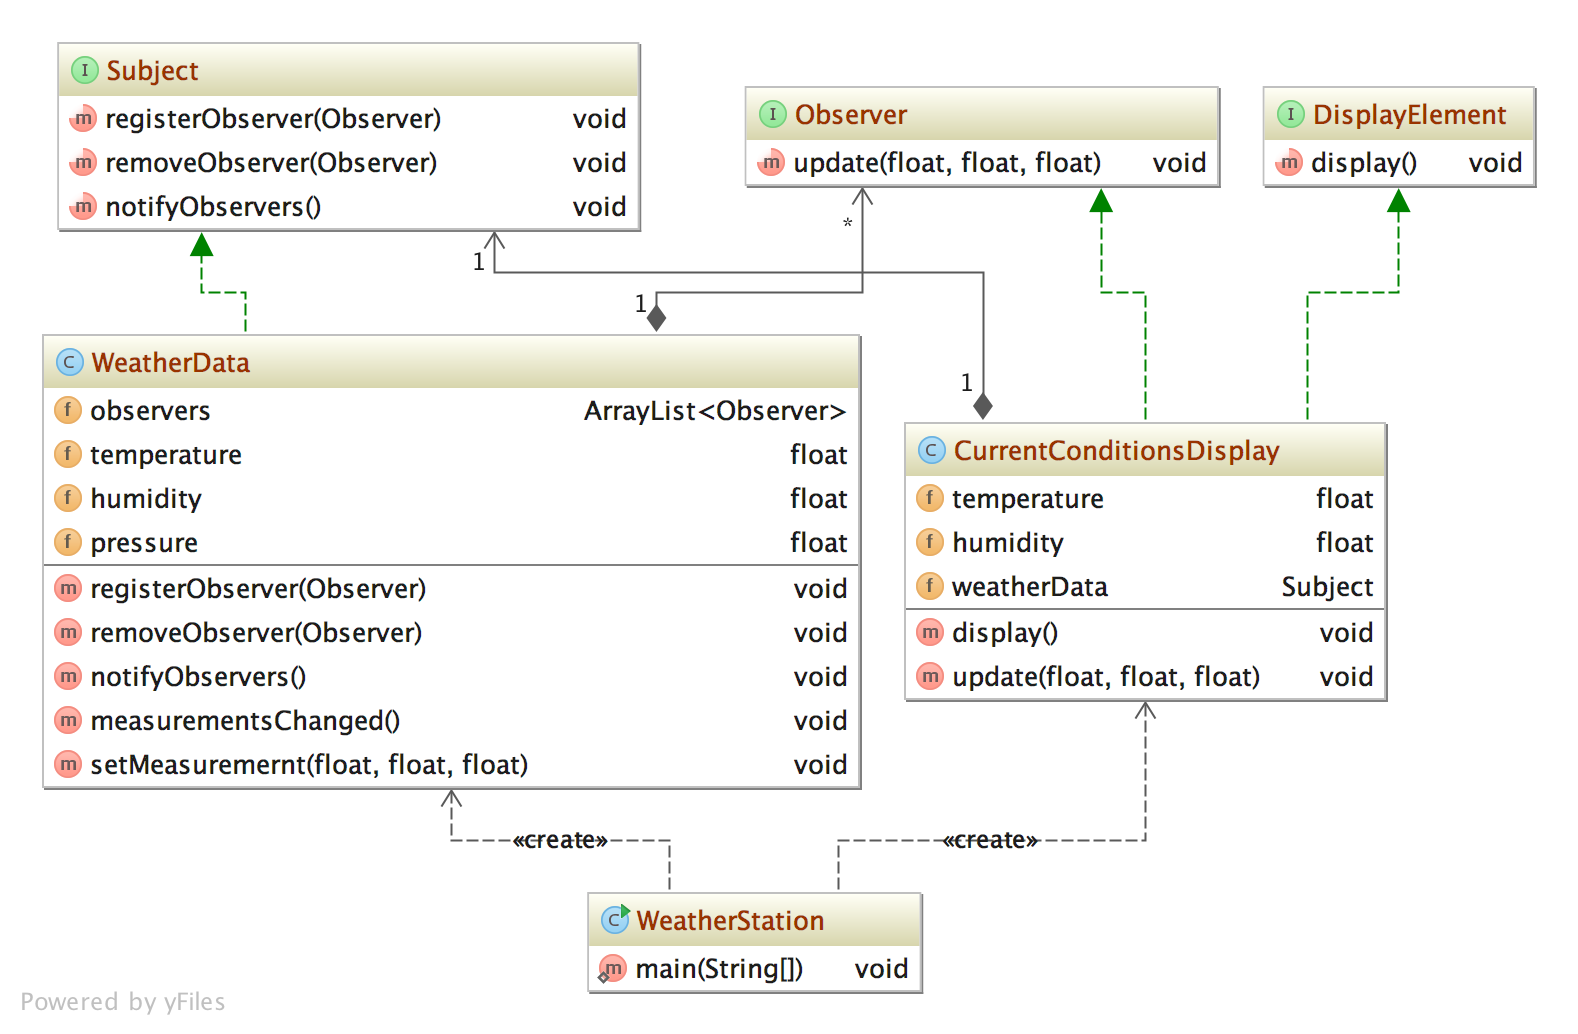 I Subject
m registerObserver(Observer) void
m removeObserver(Observer) void
m notifyObservers() void
I Observer
m update(float, float, float) void
I DisplayElement
m display() void
1
*
1
1
C WeatherData
f observers ArrayList<Observer>
f temperature float
f humidity float
f pressure float
m registerObserver(Observer) void
m removeObserver(Observer) void
m notifyObservers() void
m measurementsChanged() void
m setMeasuremernt(float, float, float) void
C CurrentConditionsDisplay
f temperature float
f humidity float
f weatherData Subject
m display() void
m update(float, float, float) void
«create»
«create»
C WeatherStation
m main(String[]) void
Powered by yFiles